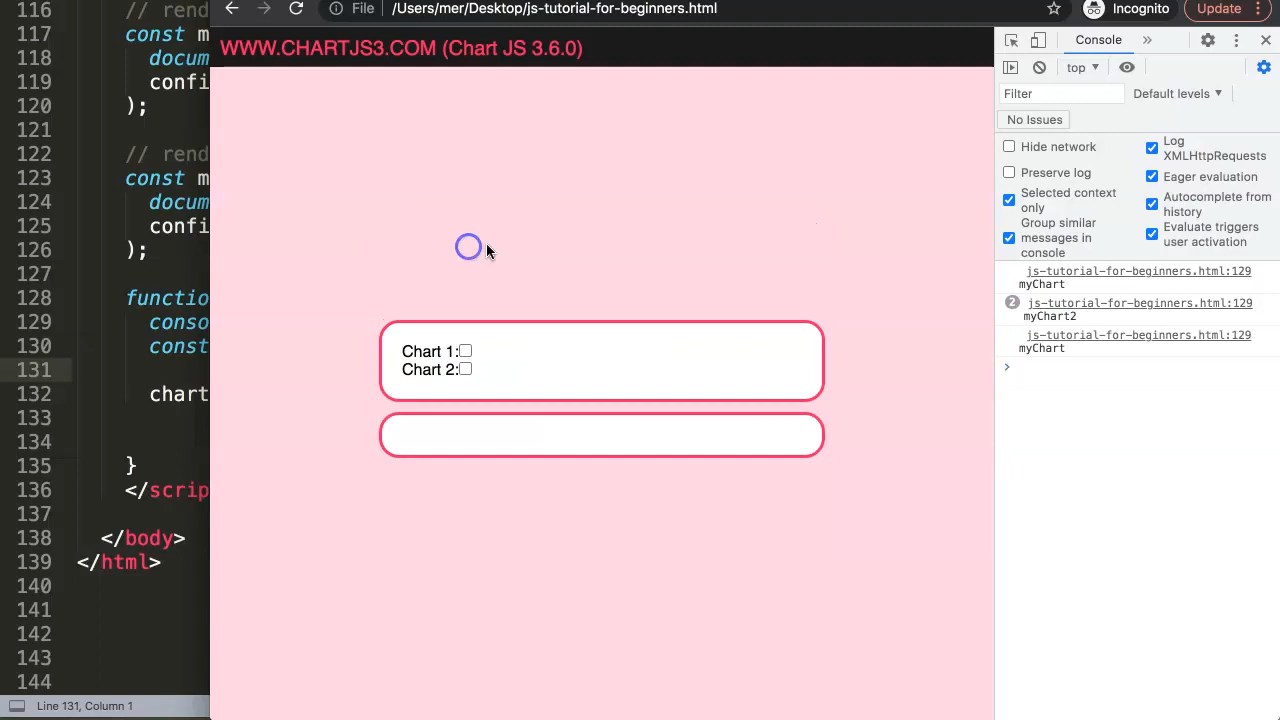 File /Users/mer/Desktop/js-tutorial-for-beginners.html
Incognito
Update
WWW.CHARTJS3.COM (Chart JS 3.6.0)
Chart 1:
Chart 2:
116 // rend
117 const m
118 docum
119 confi
120 );
121
122 // rend
123 const m
124 docum
125 confi
126 );
127
128 functio
129 conso
130 const
131
132 chart
133
134
135 }
136 </scrip
137
138 </body>
139 </html>
140
141
142
143
144
Line 131, Column 1
Console
top
Filter
Default levels
No Issues
Hide network
Preserve log
Selected context
only
Group similar
messages in
console
Log
XMLHttpRequests
Eager evaluation
Autocomplete from
history
Evaluate triggers
user activation
js-tutorial-for-beginners.html:129
myChart
2 js-tutorial-for-beginners.html:129
myChart2
js-tutorial-for-beginners.html:129
myChart